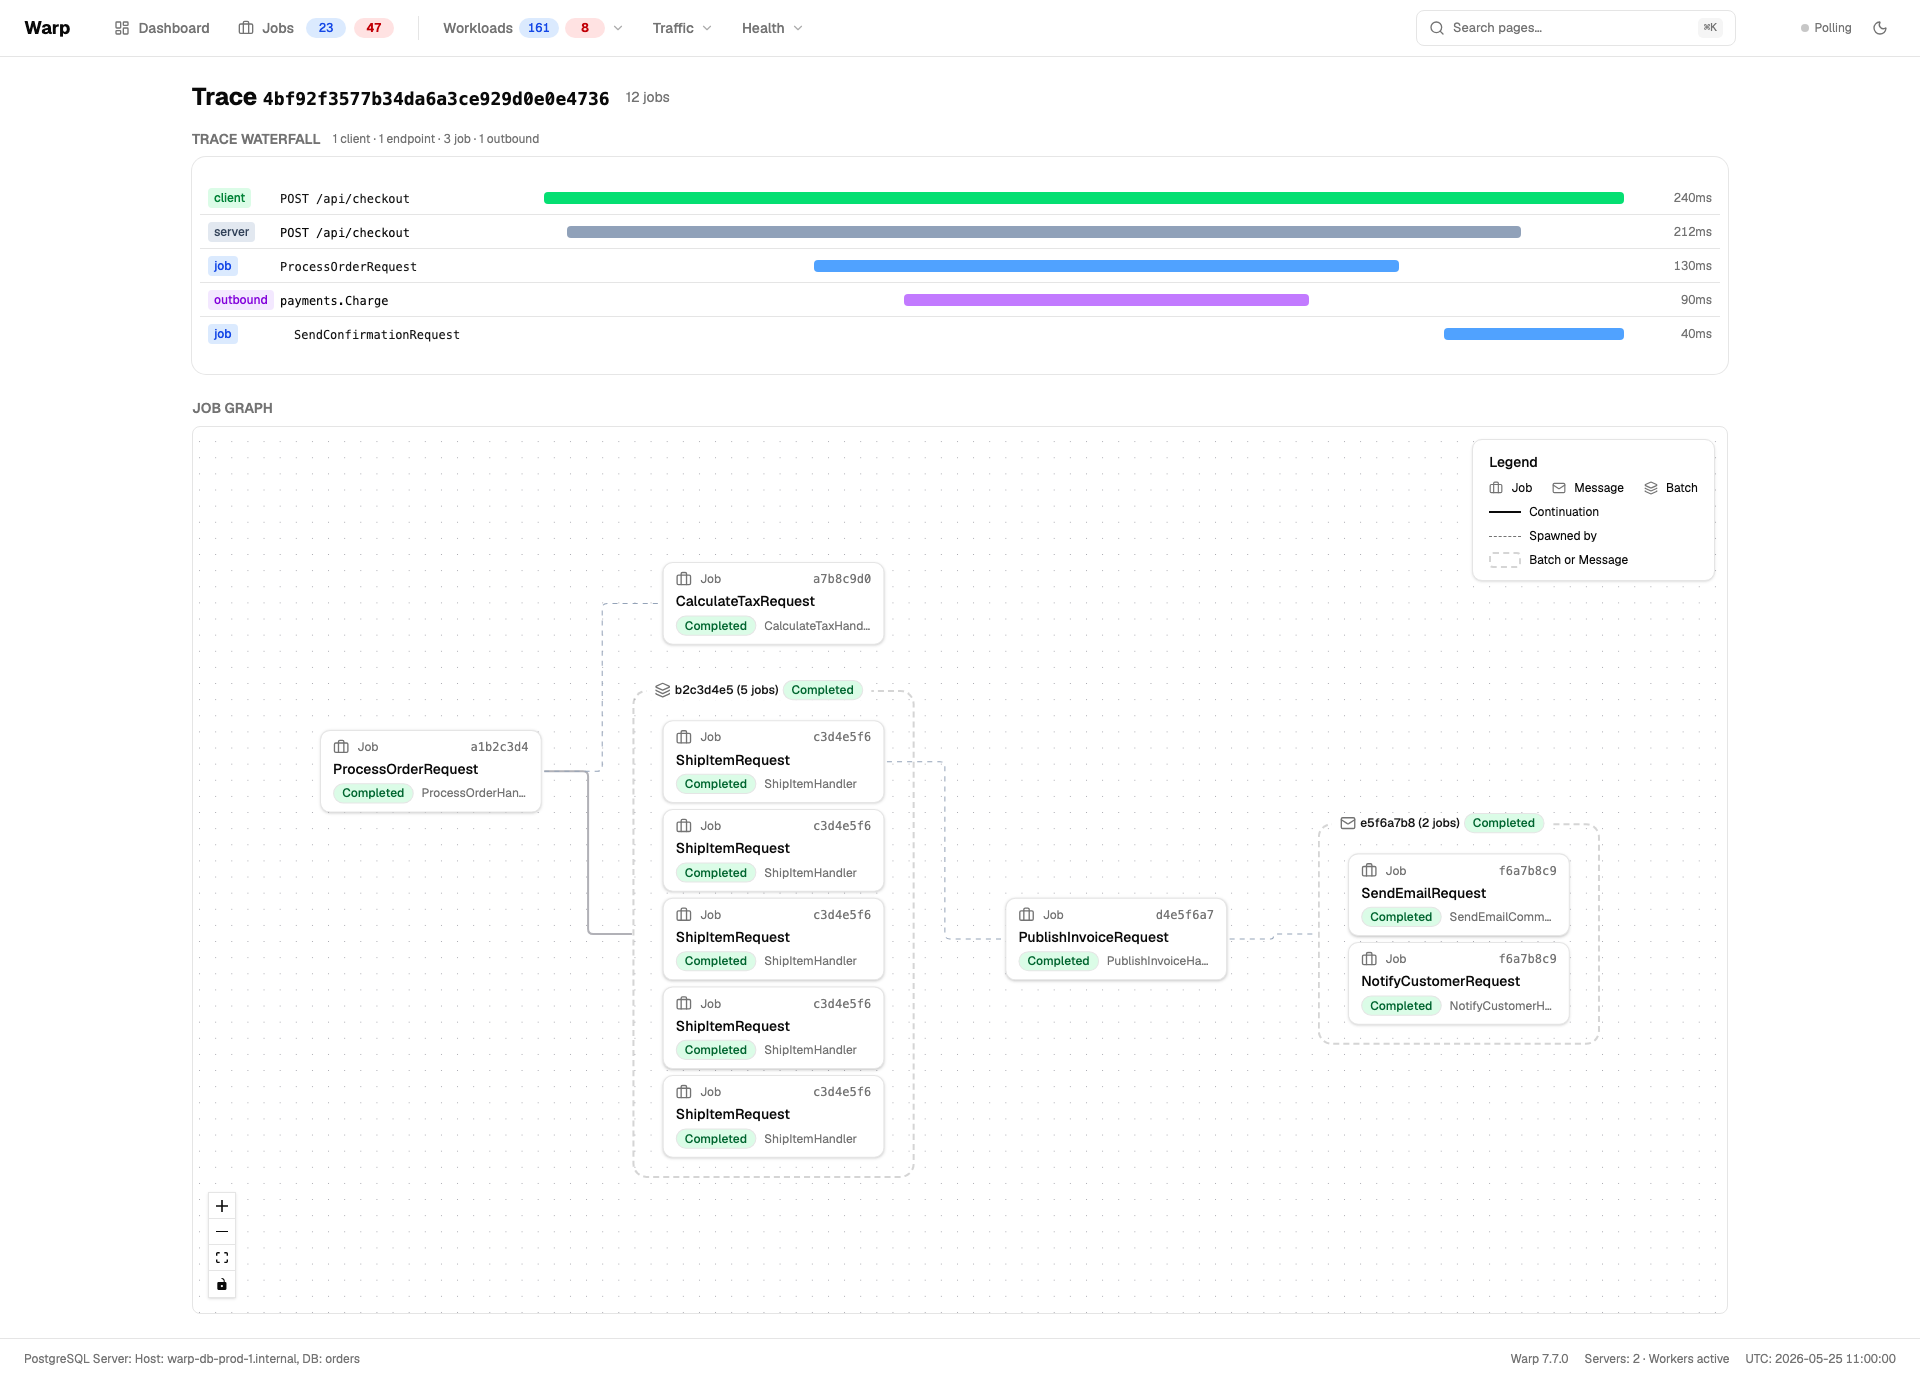 Warp Dashboard Jobs 23 47 Workloads 161 8 Traffic Health Search pages... ⌘K Polling
Trace 4bf92f3577b34da6a3ce929d0e0e4736 12 jobs
TRACE WATERFALL 1 client · 1 endpoint · 3 job · 1 outbound
client POST /api/checkout 240ms
server POST /api/checkout 212ms
job ProcessOrderRequest 130ms
outbound payments.Charge 90ms
job SendConfirmationRequest 40ms
JOB GRAPH
Legend
Job Message Batch
Continuation
Spawned by
Batch or Message
Job a7b8c9d0
CalculateTaxRequest
Completed CalculateTaxHand...
b2c3d4e5 (5 jobs) Completed
Job a1b2c3d4
ProcessOrderRequest
Completed ProcessOrderHan...
Job c3d4e5f6
ShipItemRequest
Completed ShipItemHandler
Job c3d4e5f6
ShipItemRequest
Completed ShipItemHandler
Job c3d4e5f6
ShipItemRequest
Completed ShipItemHandler
Job c3d4e5f6
ShipItemRequest
Completed ShipItemHandler
Job c3d4e5f6
ShipItemRequest
Completed ShipItemHandler
Job d4e5f6a7
PublishInvoiceRequest
Completed PublishInvoiceHa...
e5f6a7b8 (2 jobs) Completed
Job f6a7b8c9
SendEmailRequest
Completed SendEmailComm...
Job f6a7b8c9
NotifyCustomerRequest
Completed NotifyCustomerH...
PostgreSQL Server: Host: warp-db-prod-1.internal, DB: orders Warp 7.7.0 Servers: 2 · Workers active UTC: 2026-05-25 11:00:00